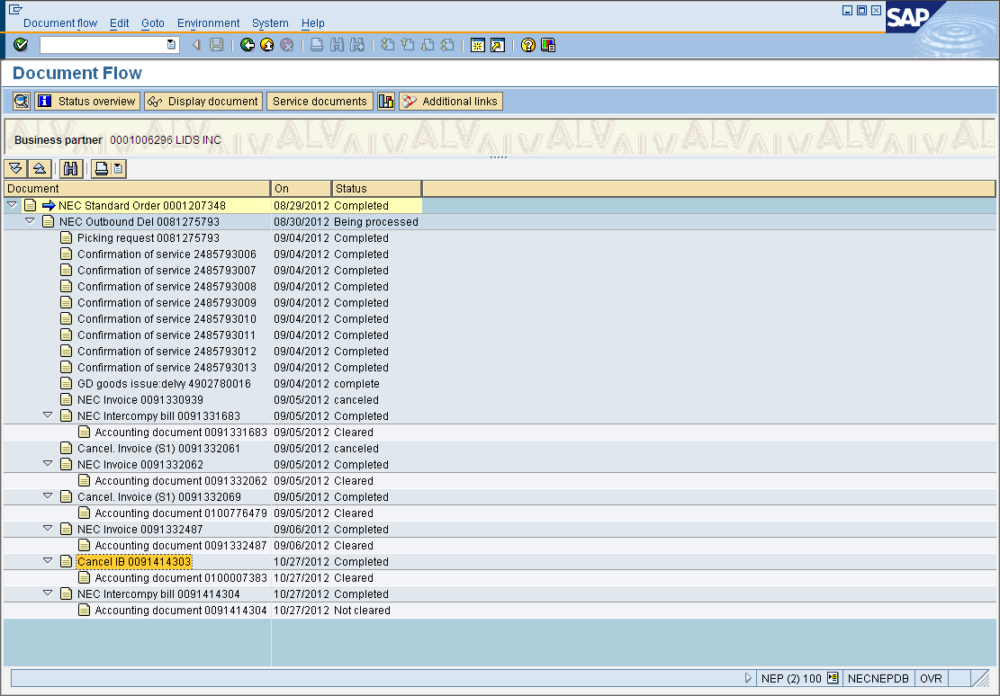 Document flow Edit Goto Environment System Help
SAP
Document Flow
Status overview Display document Service documents Additional links
Business partner 0001006296 LIDS INC
Document On Status
NEC Standard Order 0001207348 08/29/2012 Completed
NEC Outbound Del 0081275793 08/30/2012 Being processed
Picking request 0081275793 09/04/2012 Completed
Confirmation of service 2485793006 09/04/2012 Completed
Confirmation of service 2485793007 09/04/2012 Completed
Confirmation of service 2485793008 09/04/2012 Completed
Confirmation of service 2485793009 09/04/2012 Completed
Confirmation of service 2485793010 09/04/2012 Completed
Confirmation of service 2485793011 09/04/2012 Completed
Confirmation of service 2485793012 09/04/2012 Completed
Confirmation of service 2485793013 09/04/2012 Completed
GD goods issue:delvy 4902780016 09/04/2012 complete
NEC Invoice 0091330939 09/05/2012 canceled
NEC Intercompy bill 0091331683 09/05/2012 Completed
Accounting document 0091331683 09/05/2012 Cleared
Cancel. Invoice (S1) 0091332061 09/05/2012 canceled
NEC Invoice 0091332062 09/05/2012 Completed
Accounting document 0091332062 09/05/2012 Cleared
Cancel. Invoice (S1) 0091332069 09/05/2012 Completed
Accounting document 0100776479 09/05/2012 Cleared
NEC Invoice 0091332487 09/06/2012 Completed
Accounting document 0091332487 09/06/2012 Cleared
Cancel IB 0091414303 10/27/2012 Completed
Accounting document 0100007383 10/27/2012 Cleared
NEC Intercompy bill 0091414304 10/27/2012 Completed
Accounting document 0091414304 10/27/2012 Not cleared
NEP (2) 100 NECNEPDB OVR